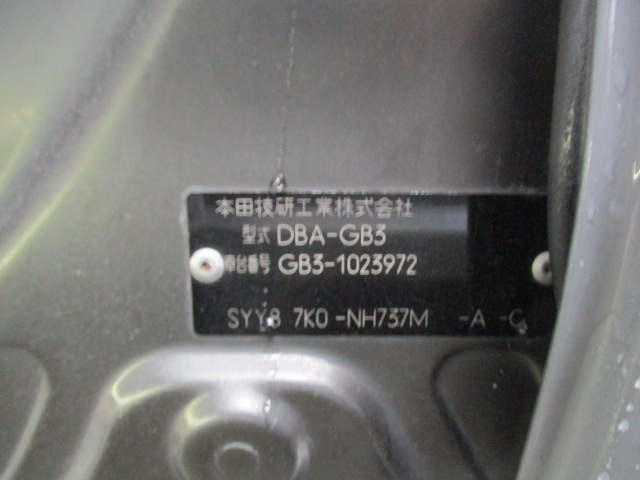 本田技研工業株式会社
型式 DBA-GB3
車台番号 GB3-1023972
SYY8 7K0 -NH737M -A -C